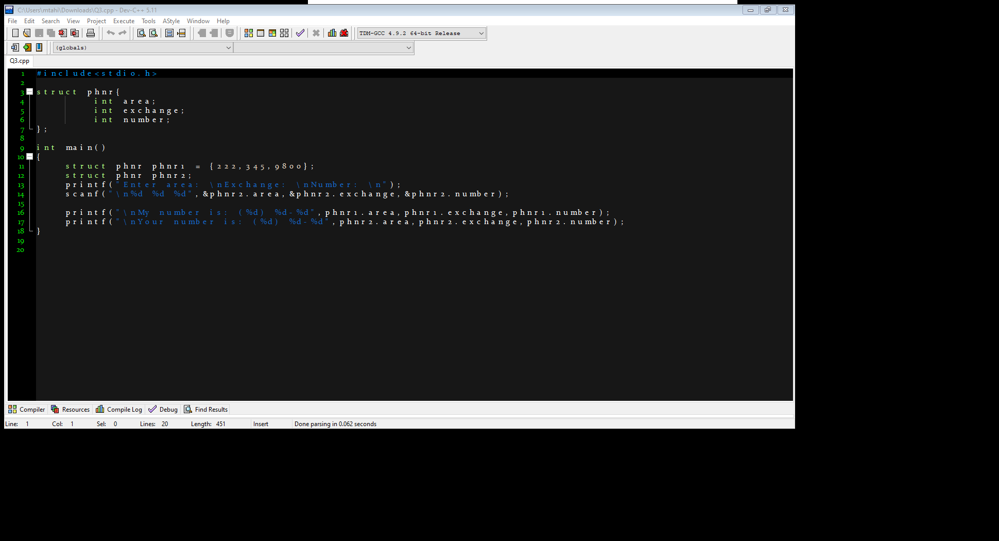 C:\Users\mtahi\Downloads\Q3.cpp - Dev-C++ 5.11
File Edit Search View Project Execute Tools AStyle Window Help
TDM-GCC 4.9.2 64-bit Release
(globals)
Q3.cpp
1 #include<stdio.h>
2
3 struct phnr{
4 int area;
5 int exchange;
6 int number;
7 };
8
9 int main()
10 {
11 struct phnr phnr1 = {222,345,9800};
12 struct phnr phnr2;
13 printf("Enter area: \nExchange: \nNumber: \n");
14 scanf("\n%d %d %d", &phnr2.area, &phnr2.exchange, &phnr2.number);
15
16 printf("\nMy number is: (%d) %d-%d", phnr1.area,phnr1.exchange,phnr1.number);
17 printf("\nYour number is: (%d) %d-%d", phnr2.area,phnr2.exchange,phnr2.number);
18 }
19
20
Compiler Resources Compile Log Debug Find Results
Line: 1 Col: 1 Sel: 0 Lines: 20 Length: 451 Insert Done parsing in 0.062 seconds